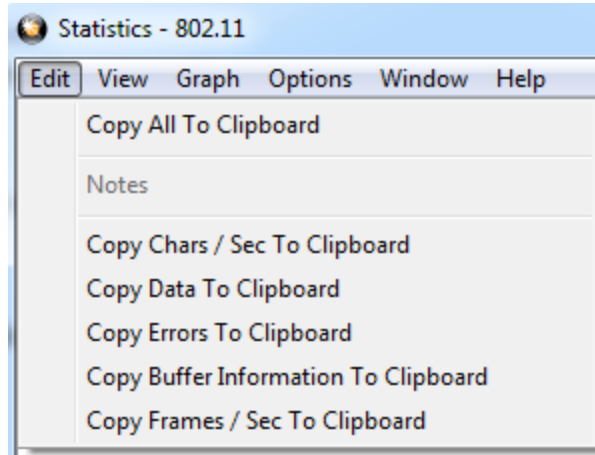 Statistics - 802.11
Edit View Graph Options Window Help
Copy All To Clipboard
Notes
Copy Chars / Sec To Clipboard
Copy Data To Clipboard
Copy Errors To Clipboard
Copy Buffer Information To Clipboard
Copy Frames / Sec To Clipboard